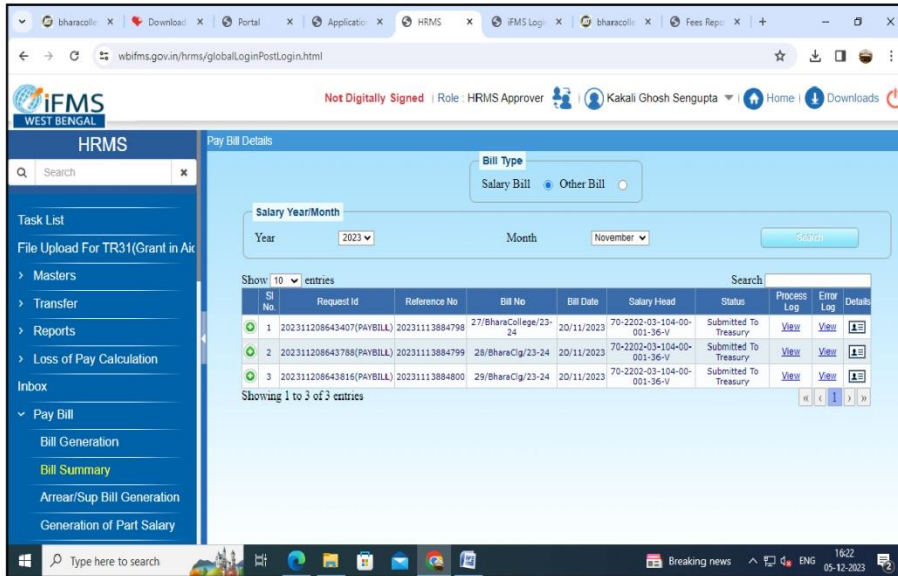 bharacolle
Download
Portal
Application
HRMS
iFMS Logi
bharacolle
Fees Repo
wbifms.gov.in/hrms/globalLoginPostLogin.html
iFMS
WEST BENGAL
Not Digitally Signed | Role : HRMS Approver
Kakali Ghosh Sengupta
Home
Downloads
HRMS
Pay Bill Details
Search
Bill Type
Salary Bill Other Bill
Task List
File Upload For TR31(Grant in Aid
Masters
Transfer
Reports
Loss of Pay Calculation
Inbox
Pay Bill
Bill Generation
Bill Summary
Arrear/Sup Bill Generation
Generation of Part Salary
Salary Year/Month
Year 2023 Month November Search
Show 10 entries Search
Sl No. Request Id Reference No Bill No Bill Date Salary Head Status Process Log Error Log Details
1 202311208643407(PAYBILL) 20231113884798 27/BharaCollege/23-24 20/11/2023 70-2202-03-104-00-001-36-V Submitted To Treasury View View
2 202311208643788(PAYBILL) 20231113884799 28/BharaClg/23-24 20/11/2023 70-2202-03-104-00-001-36-V Submitted To Treasury View View
3 202311208643816(PAYBILL) 20231113884800 29/BharaClg/23-24 20/11/2023 70-2202-03-104-00-001-36-V Submitted To Treasury View View
Showing 1 to 3 of 3 entries
« ‹ 1 › »
Type here to search
Breaking news
ENG
16:22
05-12-2023
2